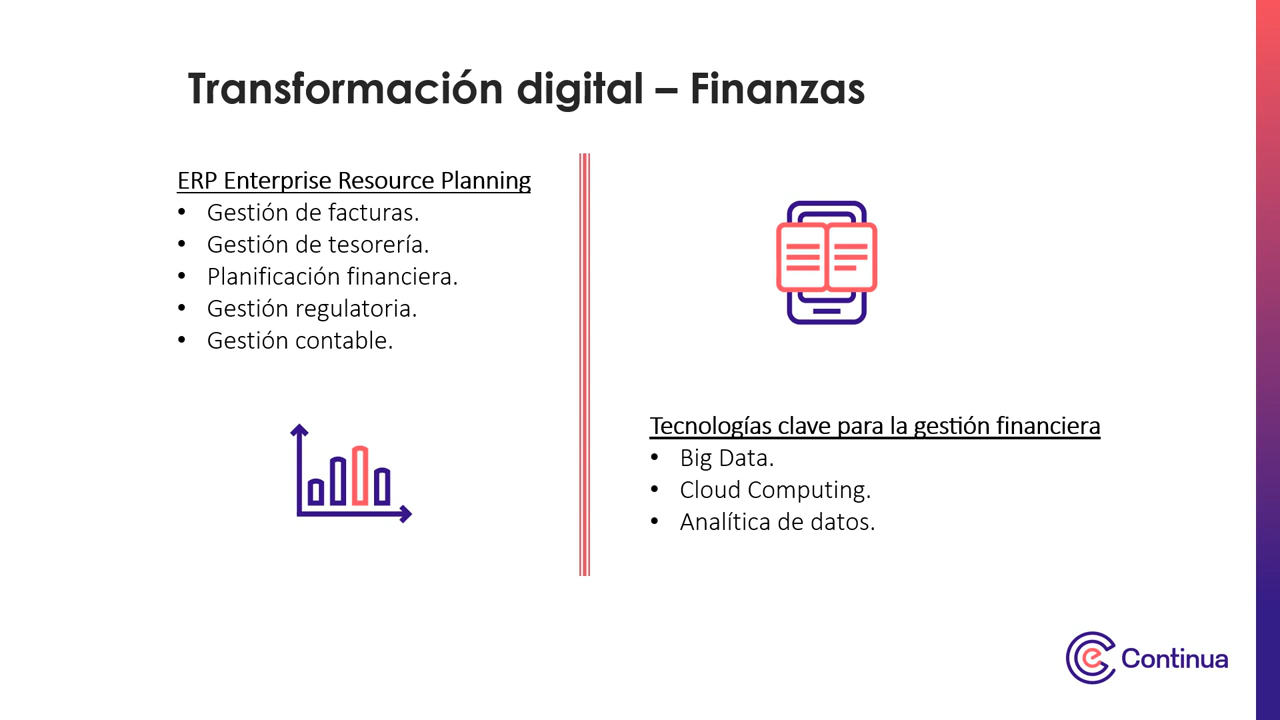 Transformación digital – Finanzas
ERP Enterprise Resource Planning
• Gestión de facturas.
• Gestión de tesorería.
• Planificación financiera.
• Gestión regulatoria.
• Gestión contable.
Tecnologías clave para la gestión financiera
• Big Data.
• Cloud Computing.
• Analítica de datos.
Continua